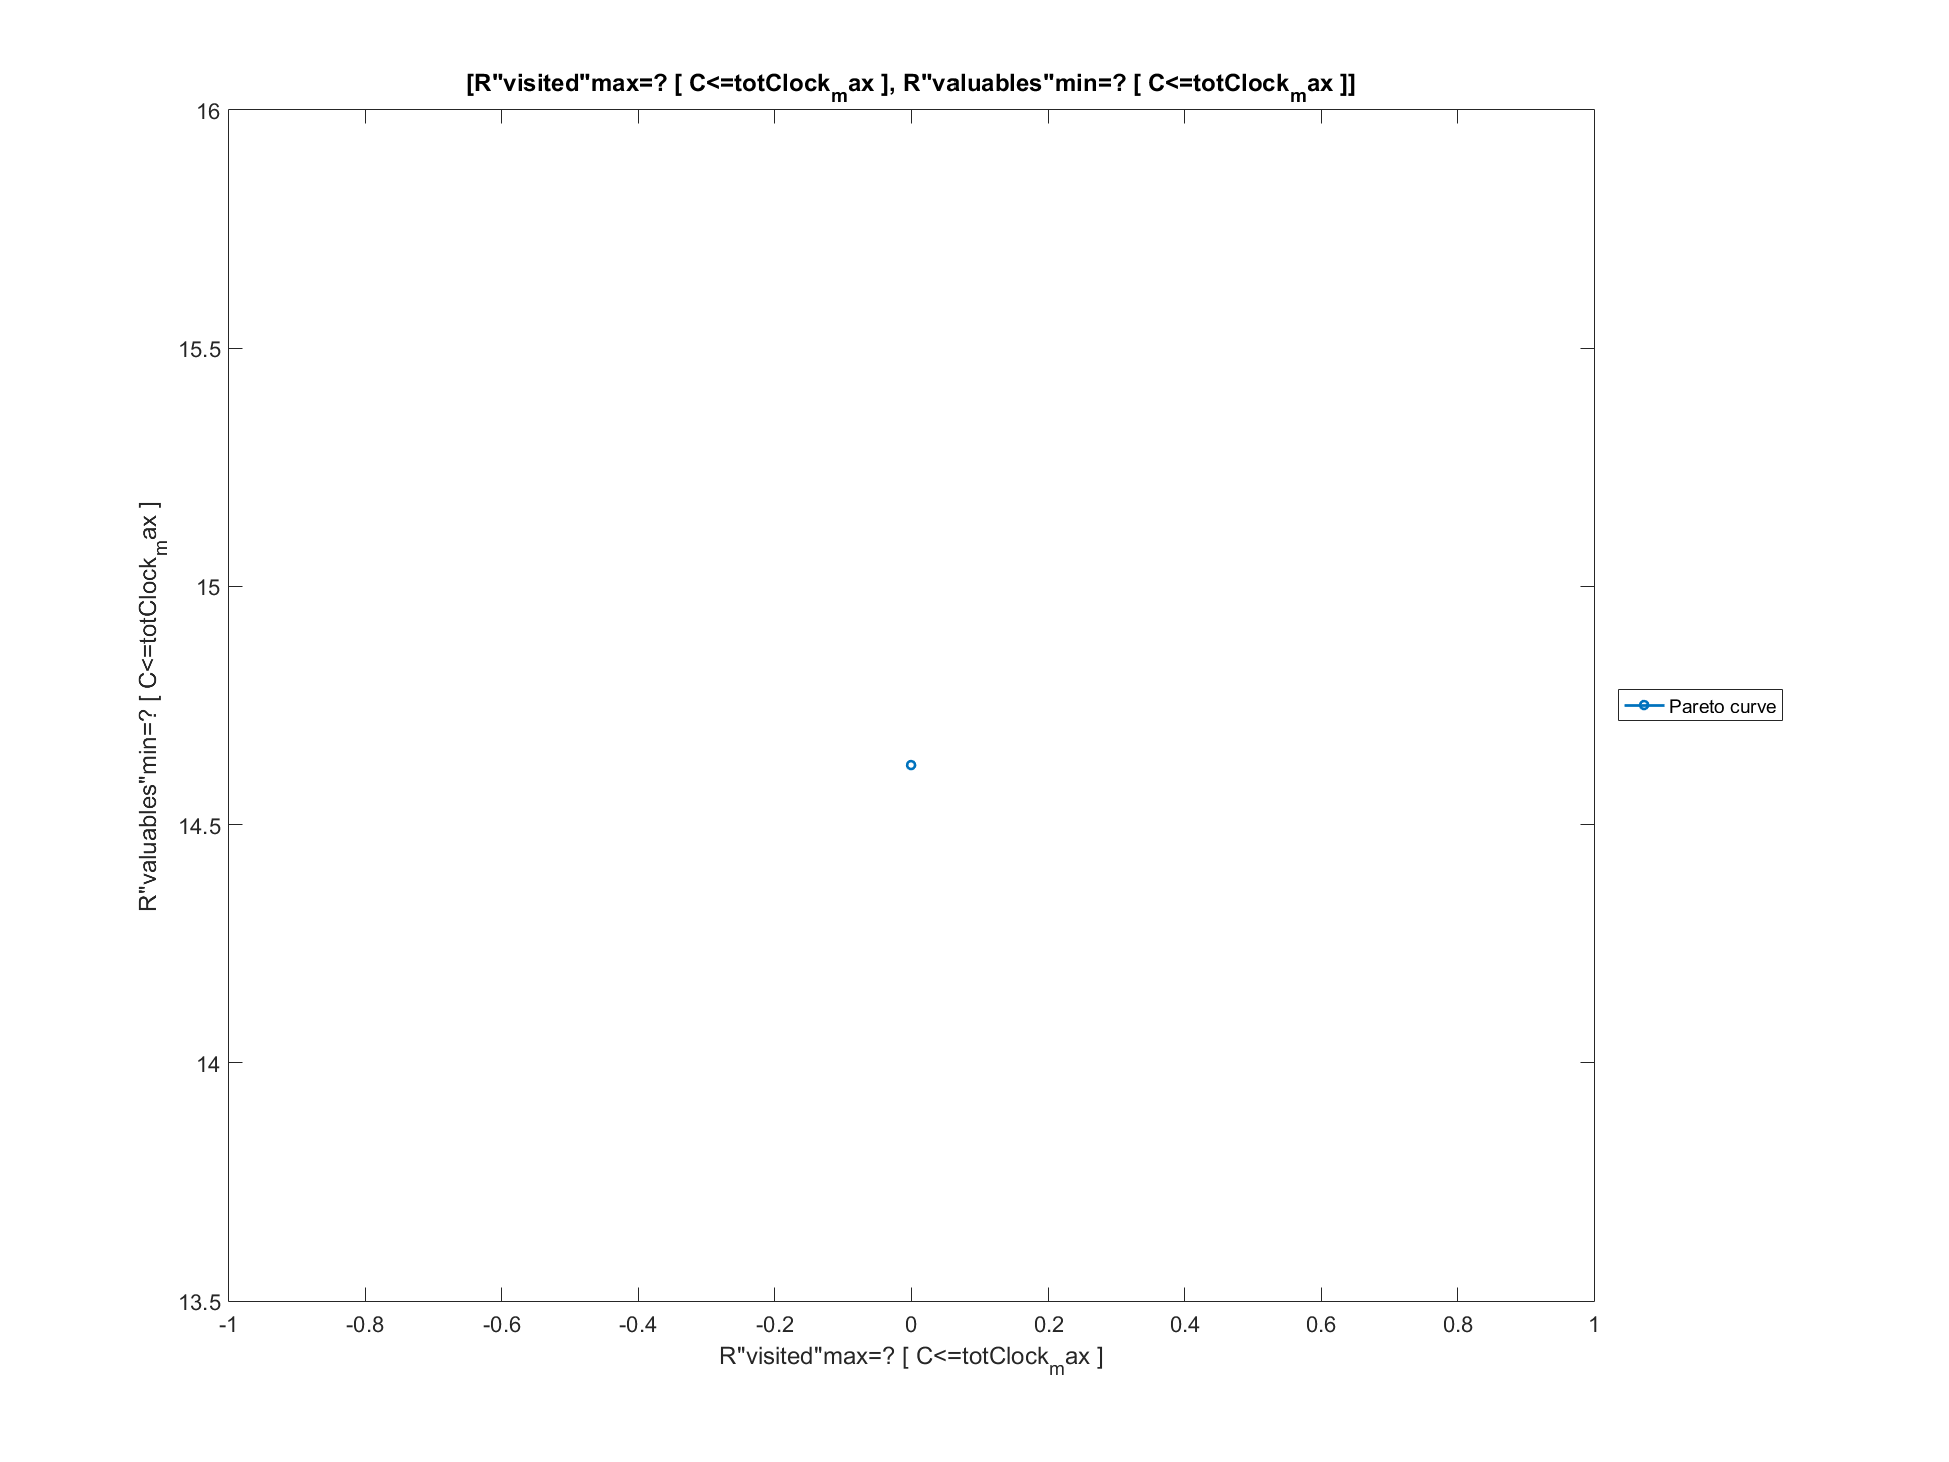 [R"visited"max=? [ C<=totClock_max ], R"valuables"min=? [ C<=totClock_max ]]
16
15.5
15
14.5
14
13.5
R"valuables"min=? [ C<=totClock_max ]
Pareto curve
-1 -0.8 -0.6 -0.4 -0.2 0 0.2 0.4 0.6 0.8 1
R"visited"max=? [ C<=totClock_max ]